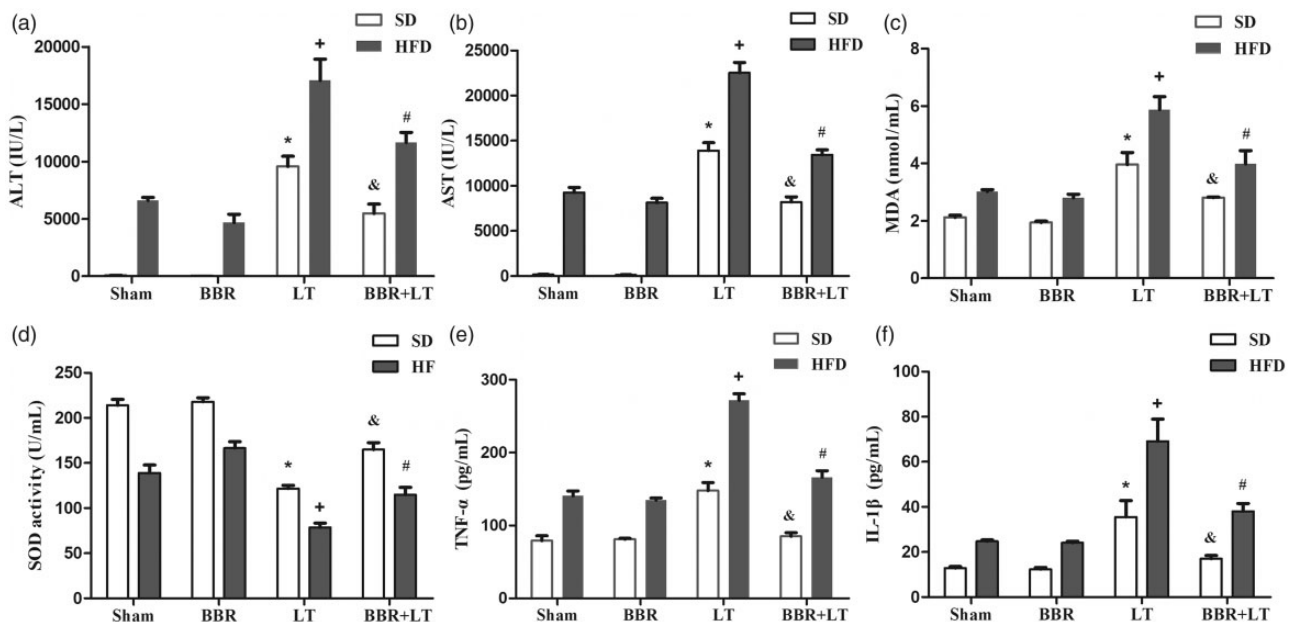 (a)
SD
HFD
ALT (IU/L)
20000
15000
10000
5000
0
+
*
#
&
Sham BBR LT BBR+LT
(b)
SD
HFD
AST (IU/L)
25000
20000
15000
10000
5000
0
+
*
#
&
Sham BBR LT BBR+LT
(c)
SD
HFD
MDA (nmol/mL)
8
6
4
2
0
+
*
#
&
Sham BBR LT BBR+LT
(d)
SD
HF
SOD activity (U/mL)
250
200
150
100
50
0
&
*
#
+
Sham BBR LT BBR+LT
(e)
SD
HFD
TNF-α (pg/mL)
300
200
100
0
+
*
#
&
Sham BBR LT BBR+LT
(f)
SD
HFD
IL-1β (pg/mL)
100
80
60
40
20
0
+
*
#
&
Sham BBR LT BBR+LT